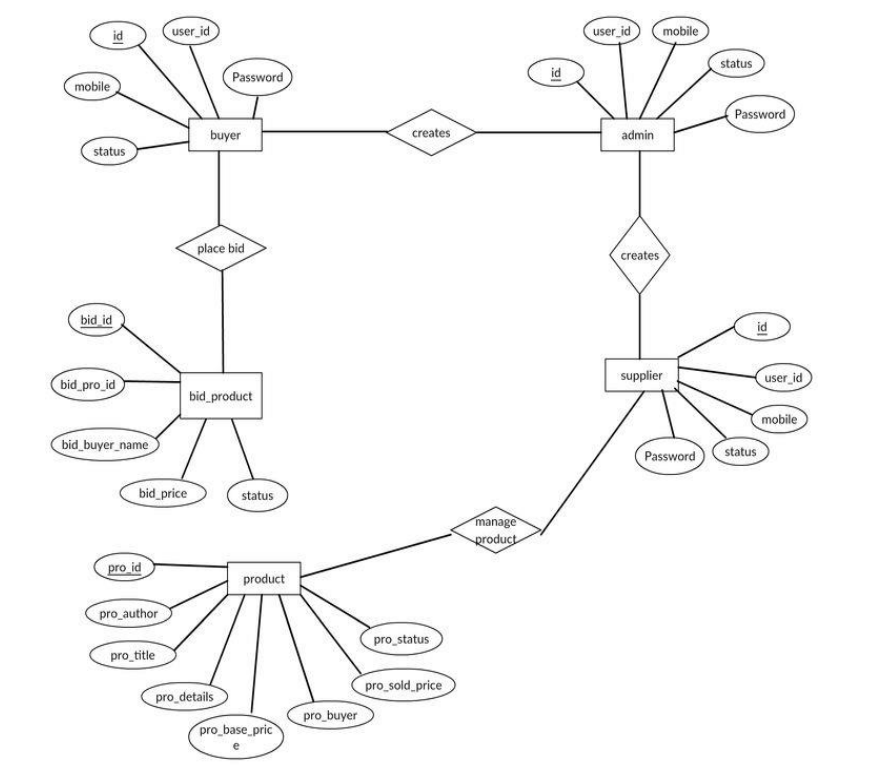 id
user_id
Password
mobile
status
buyer
creates
id
user_id
mobile
status
Password
admin
place bid
creates
bid_id
bid_pro_id
bid_buyer_name
bid_price
status
bid_product
supplier
id
user_id
mobile
status
Password
manage
product
pro_id
pro_author
pro_title
pro_details
pro_base_pric
e
pro_buyer
pro_sold_price
pro_status
product